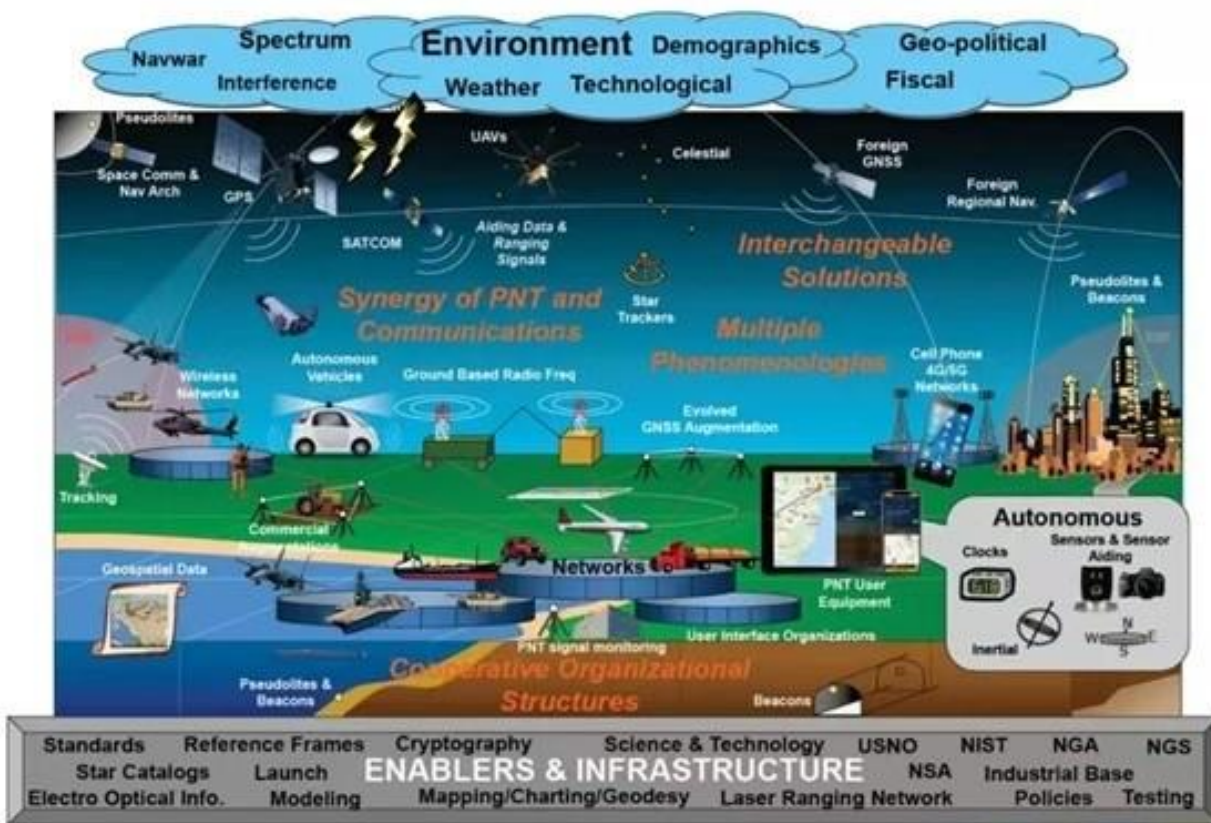 Navwar
Spectrum
Interference
Environment
Demographics
Weather
Technological
Geo-political
Fiscal
Pseudolites
Space Comm &
Nav Arch
GPS
SATCOM
UAVs
Aiding Data &
Ranging
Signals
Celestial
Foreign
GNSS
Foreign
Regional Nav.
Interchangeable
Solutions
Synergy of PNT and
Communications
Star
Trackers
Multiple
Phenomenologies
Pseudolites &
Beacons
Wireless
Networks
Autonomous
Vehicles
Ground Based Radio Freq
Evolved
GNSS Augmentation
Cell Phone
4G/5G
Networks
Tracking
Commercial
Geospatial Data
Networks
PNT User
Equipment
User Interface Organizations
PNT signal monitoring
Cooperative Organizational
Structures
Pseudolites &
Beacons
Beacons
Autonomous
Clocks
Sensors & Sensor
Aiding
Inertial
N
W E
S
Standards Reference Frames Cryptography Science & Technology USNO NIST NGA NGS
Star Catalogs Launch ENABLERS & INFRASTRUCTURE NSA Industrial Base
Electro Optical Info. Modeling Mapping/Charting/Geodesy Laser Ranging Network Policies Testing